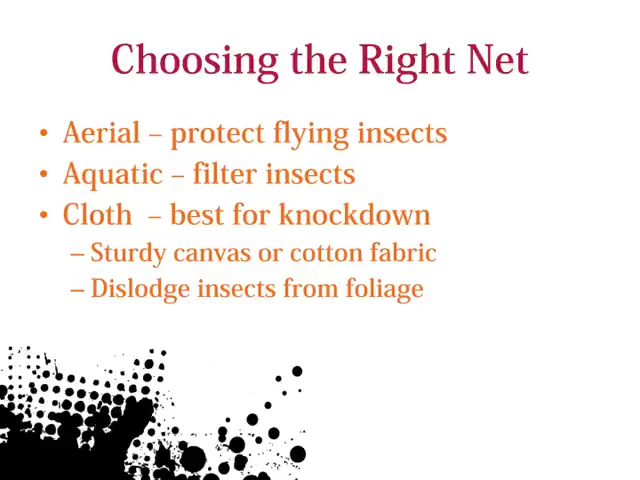 Choosing the Right Net
• Aerial – protect flying insects
• Aquatic – filter insects
• Cloth – best for knockdown
– Sturdy canvas or cotton fabric
– Dislodge insects from foliage